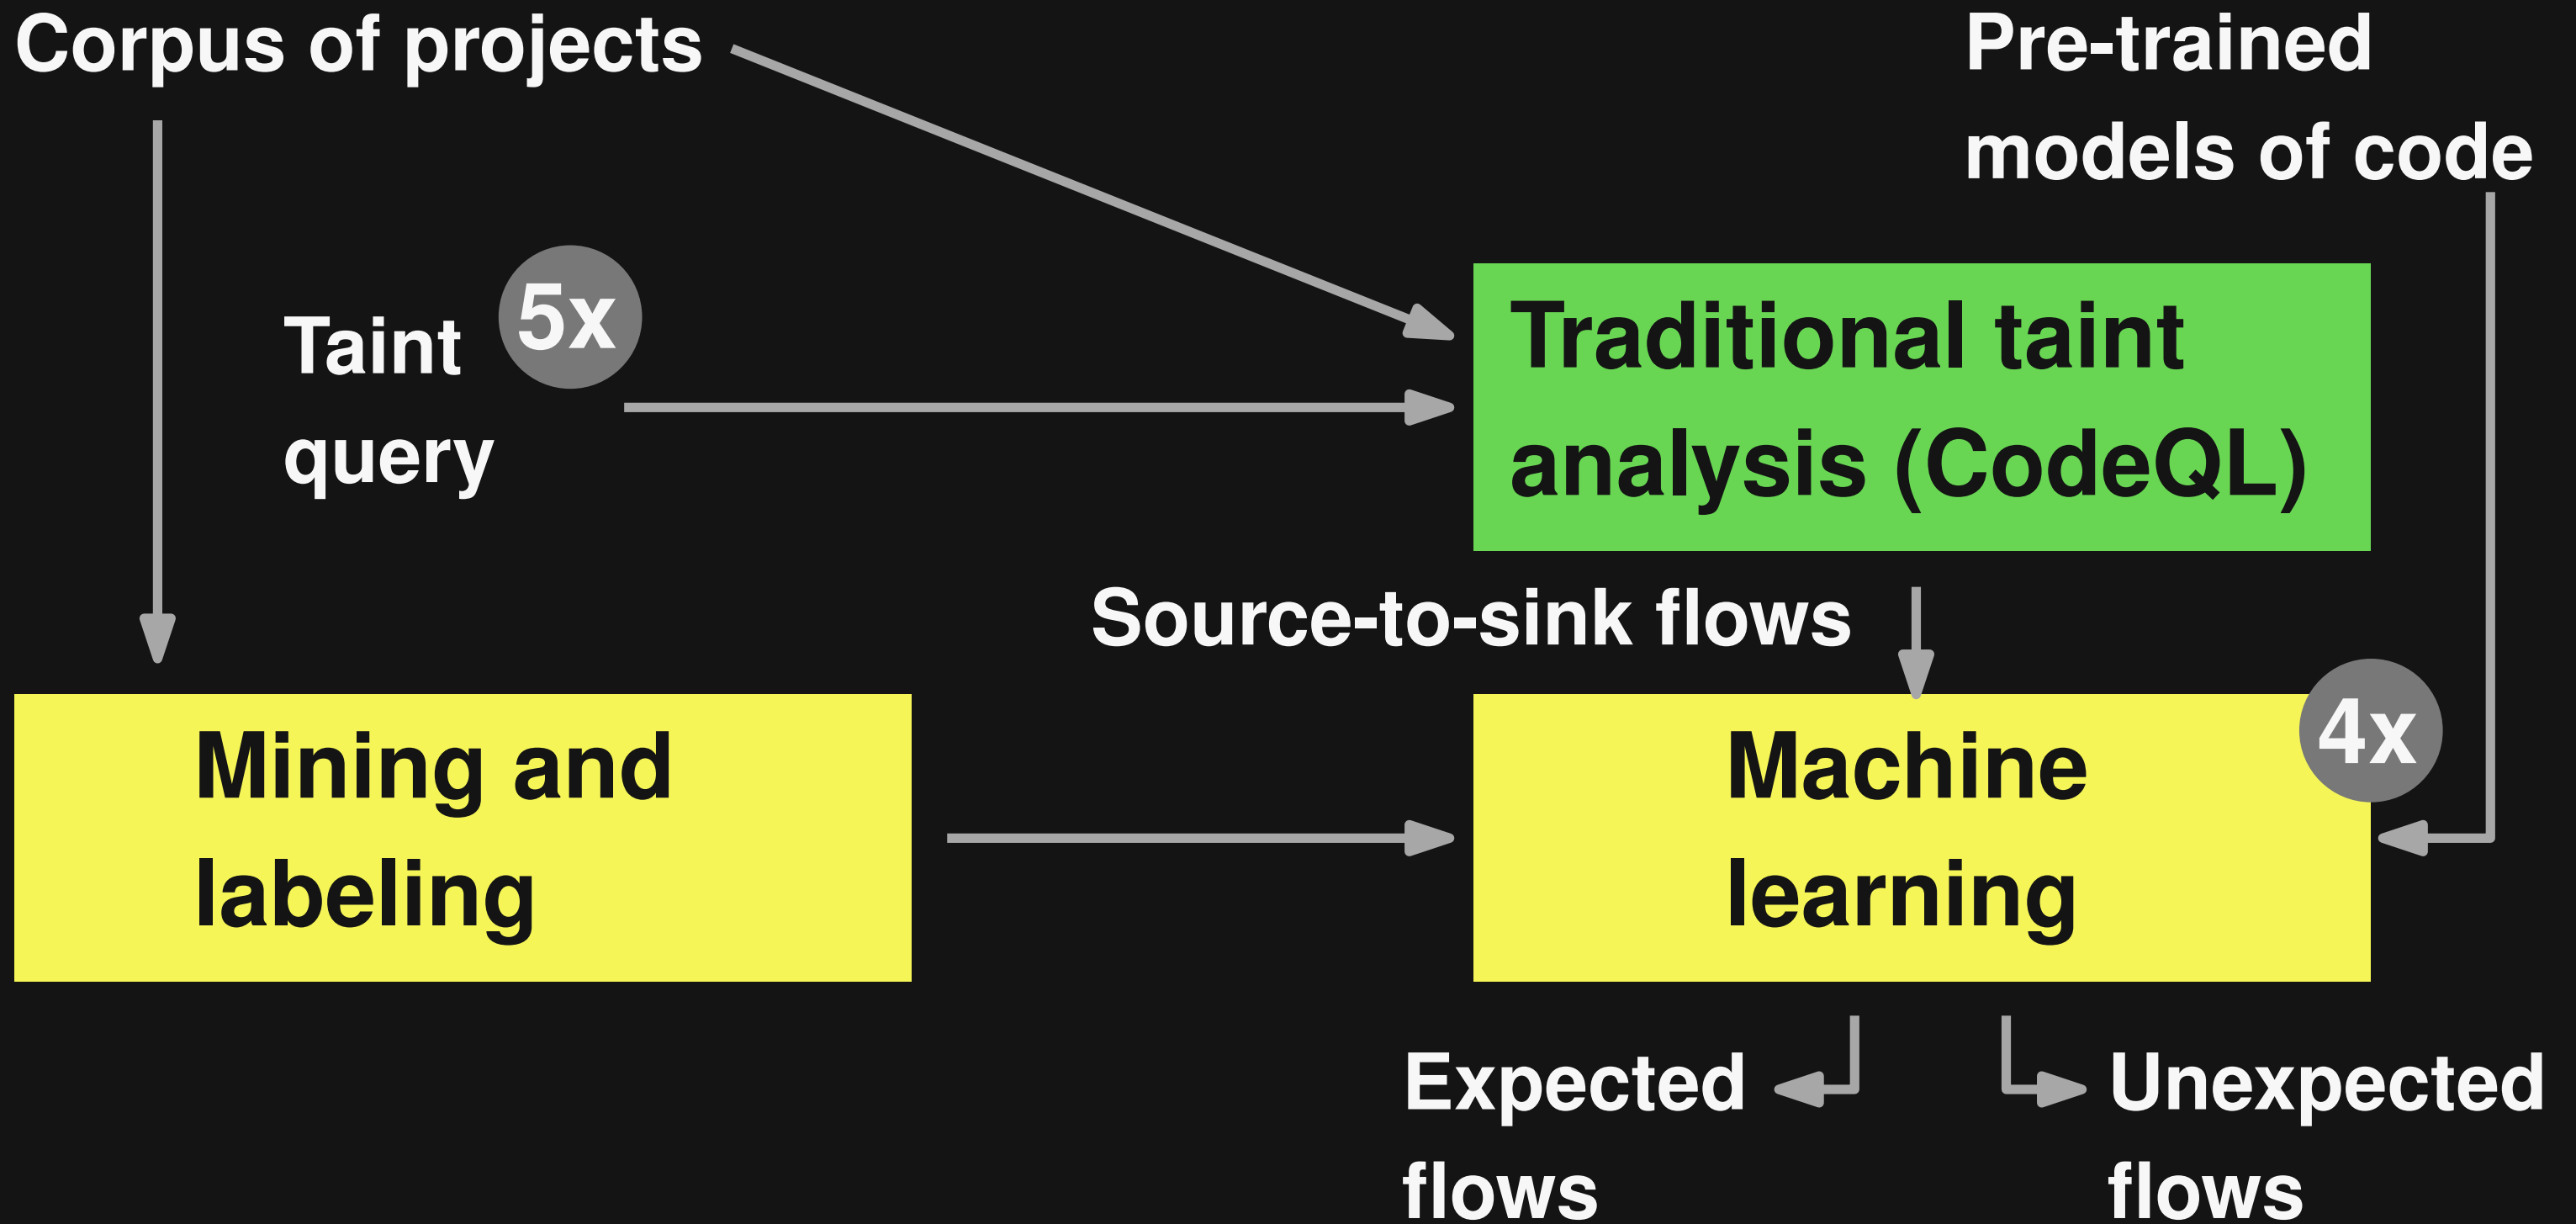 Corpus of projects
Pre-trained
models of code
Taint
query
5x
Traditional taint
analysis (CodeQL)
Source-to-sink flows
Mining and
labeling
Machine
learning
4x
Expected
flows
Unexpected
flows